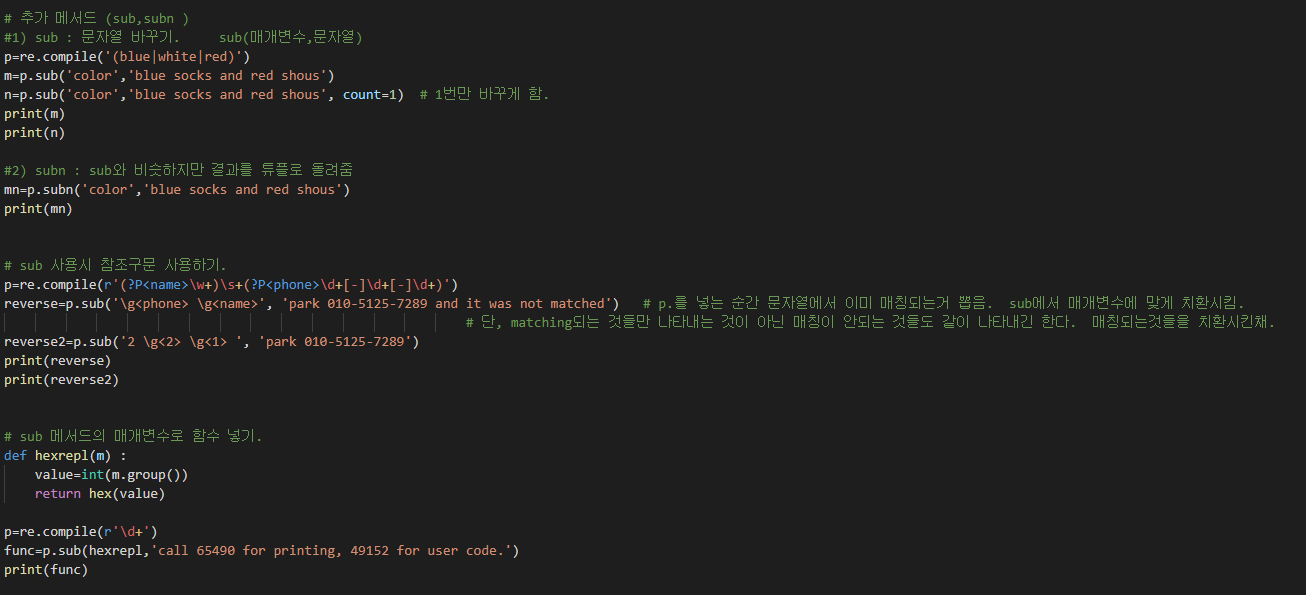 # 추가 메서드 (sub,subn )
#1) sub : 문자열 바꾸기.     sub(매개변수,문자열)
p=re.compile('(blue|white|red)')
m=p.sub('color','blue socks and red shous')
n=p.sub('color','blue socks and red shous', count=1)  # 1번만 바꾸게 함.
print(m)
print(n)
#2) subn : sub와 비슷하지만 결과를 튜플로 돌려줌
mn=p.subn('color','blue socks and red shous')
print(mn)
# sub 사용시 참조구문 사용하기.
p=re.compile(r'(?P<name>\w+)\s+(?P<phone>\d+[-]\d+[-]\d+)')
reverse=p.sub('\g<phone> \g<name>', 'park 010-5125-7289 and it was not matched')   # p.를 넣는 순간 문자열에서 이미 매칭되는거 뽑음.  sub에서 매개변수에 맞게 치환시킴.
# 단, matching되는 것들만 나타내는 것이 아닌 매칭이 안되는 것들도 같이 나타내긴 한다.  매칭되는것들을 치환시킨채.
reverse2=p.sub('2 \g<2> \g<1> ', 'park 010-5125-7289')
print(reverse)
print(reverse2)
# sub 메서드의 매개변수로 함수 넣기.
def hexrepl(m) :
    value=int(m.group())
    return hex(value)
p=re.compile(r'\d+')
func=p.sub(hexrepl,'call 65490 for printing, 49152 for user code.')
print(func)